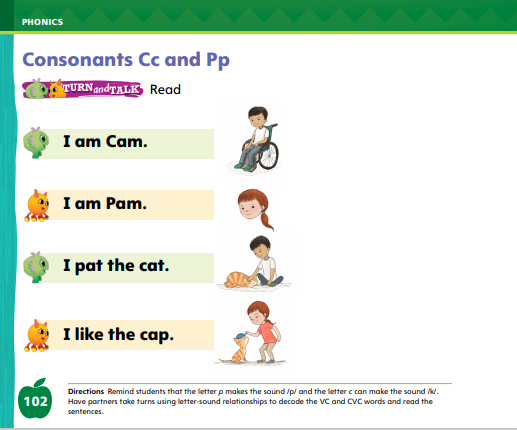 PHONICS
Consonants Cc and Pp
TURN and TALK Read
I am Cam.
I am Pam.
I pat the cat.
I like the cap.
Directions Remind students that the letter p makes the sound /p/ and the letter c can make the sound /k/.
Have partners take turns using letter-sound relationships to decode the VC and CVC words and read the
sentences.
102